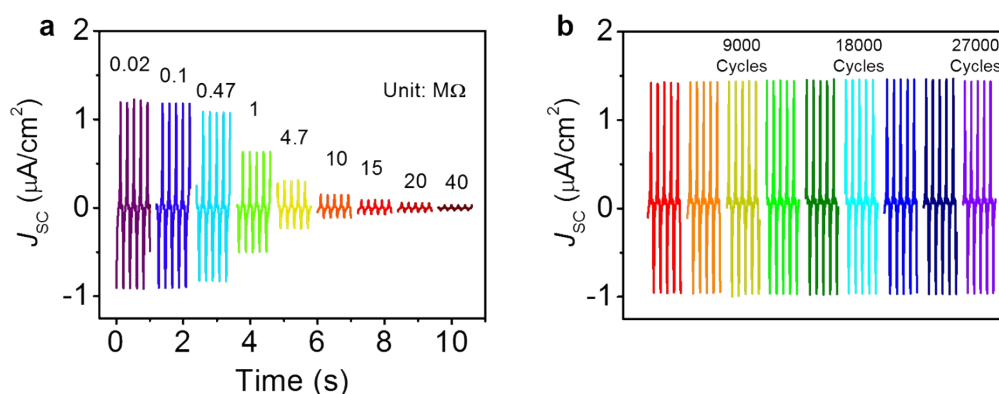 a
2
1
0
-1
J_SC (μA/cm2)
0.02
0.1
0.47
1
4.7
10
15
20
40
Unit: MΩ
0 2 4 6 8 10
Time (s)
b
2
1
0
-1
J_SC (μA/cm2)
9000
Cycles
18000
Cycles
27000
Cycles